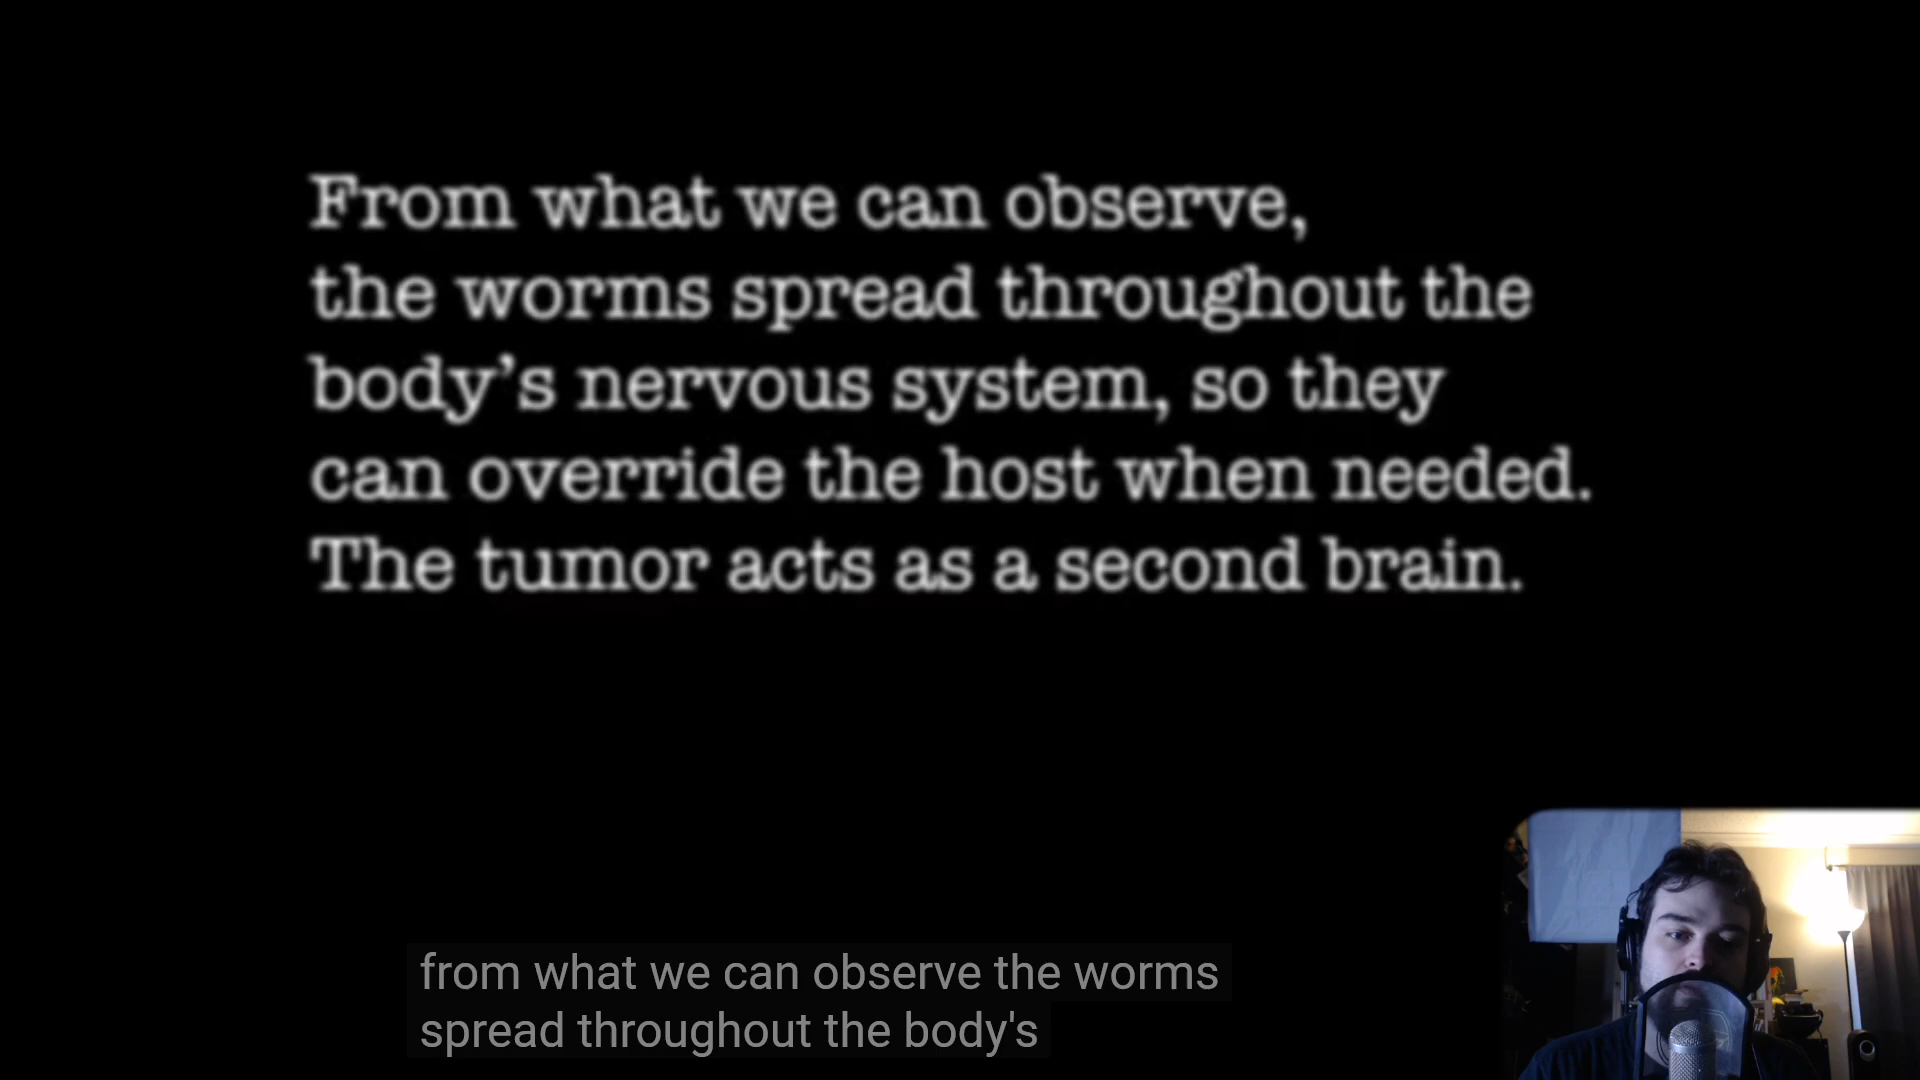 From what we can observe,
the worms spread throughout the
body’s nervous system, so they
can override the host when needed.
The tumor acts as a second brain.
from what we can observe the worms
spread throughout the body's